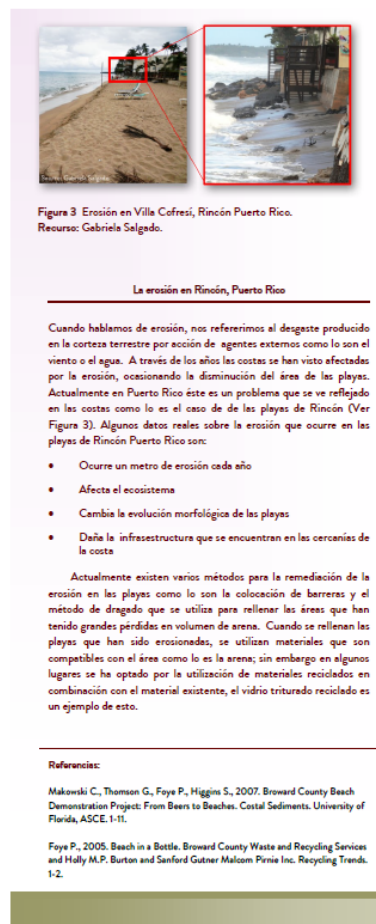 Figura 3 Erosión en Villa Cofresí, Rincón Puerto Rico.
Recurso: Gabriela Salgado.
La erosión en Rincón, Puerto Rico
Cuando hablamos de erosión, nos refererimos al desgaste producido
en la corteza terrestre por acción de agentes externos como lo son el
viento o el agua. A través de los años las costas se han visto afectadas
por la erosión, ocasionando la disminución del área de las playas.
Actualmente en Puerto Rico éste es un problema que se ve reflejado
en las costas como lo es el caso de de las playas de Rincón (Ver
Figura 3). Algunos datos reales sobre la erosión que ocurre en las
playas de Rincón Puerto Rico son:
• Ocurre un metro de erosión cada año
• Afecta el ecosistema
• Cambia la evolución morfológica de las playas
• Daña la infrasestructura que se encuentran en las cercanías de
la costa
Actualmente existen varios métodos para la remediación de la
erosión en las playas como lo son la colocación de barreras y el
método de dragado que se utiliza para rellenar las áreas que han
tenido grandes pérdidas en volumen de arena. Cuando se rellenan las
playas que han sido erosionadas, se utilizan materiales que son
compatibles con el área como lo es la arena; sin embargo en algunos
lugares se ha optado por la utilización de materiales reciclados en
combinación con el material existente, el vidrio triturado reciclado es
un ejemplo de esto.
Referencias:
Makowski C., Thomson G., Foye P., Higgins S., 2007. Broward County Beach
Demonstration Project: From Beers to Beaches. Costal Sediments. University of
Florida, ASCE. 1-11.
Foye P., 2005. Beach in a Bottle. Broward County Waste and Recycling Services
and Holly M.P. Burton and Sanford Gutner Malcom Pirnie Inc. Recycling Trends.
1-2.